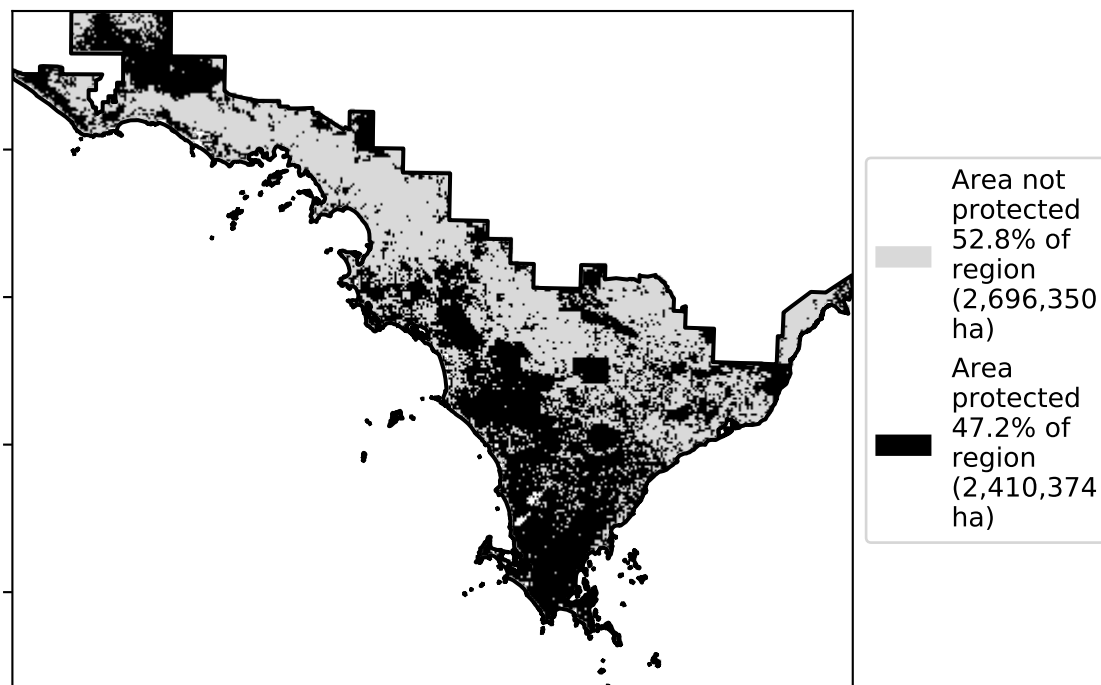 Area not
protected
52.8% of
region
(2,696,350
ha)
Area
protected
47.2% of
region
(2,410,374
ha)